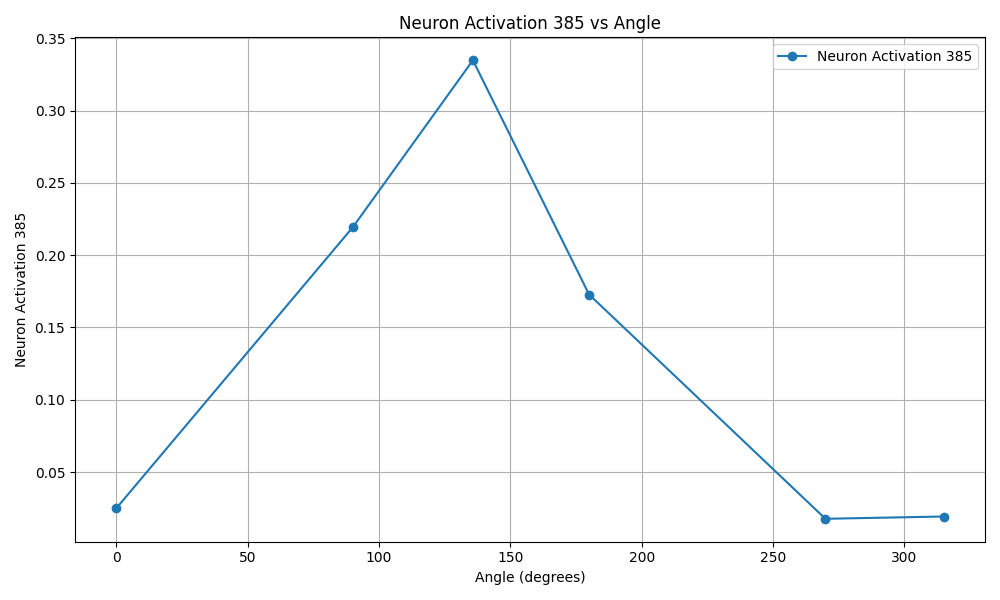 Neuron Activation 385 vs Angle
Neuron Activation 385
0.35
0.30
0.25
0.20
0.15
0.10
0.05
Neuron Activation 385
0 50 100 150 200 250 300
Angle (degrees)